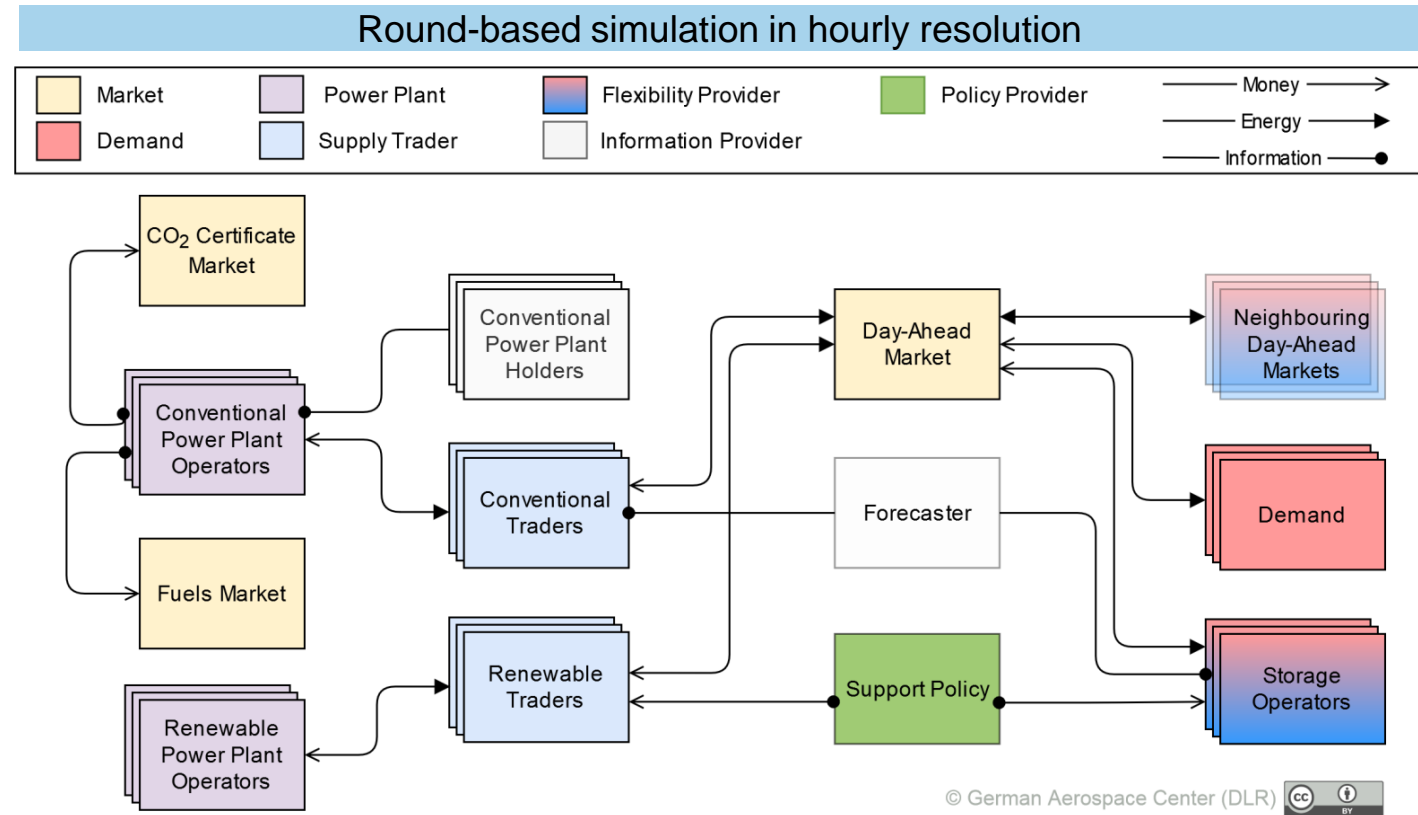 Round-based simulation in hourly resolution
Market
Power Plant
Flexibility Provider
Policy Provider
Money
Demand
Supply Trader
Information Provider
Energy
Information
CO2 Certificate
Market
Conventional
Power Plant
Holders
Day-Ahead
Market
Neighbouring
Day-Ahead
Markets
Conventional
Power Plant
Operators
Conventional
Traders
Forecaster
Demand
Fuels Market
Renewable
Traders
Support Policy
Storage
Operators
Renewable
Power Plant
Operators
© German Aerospace Center (DLR)
cc
BY